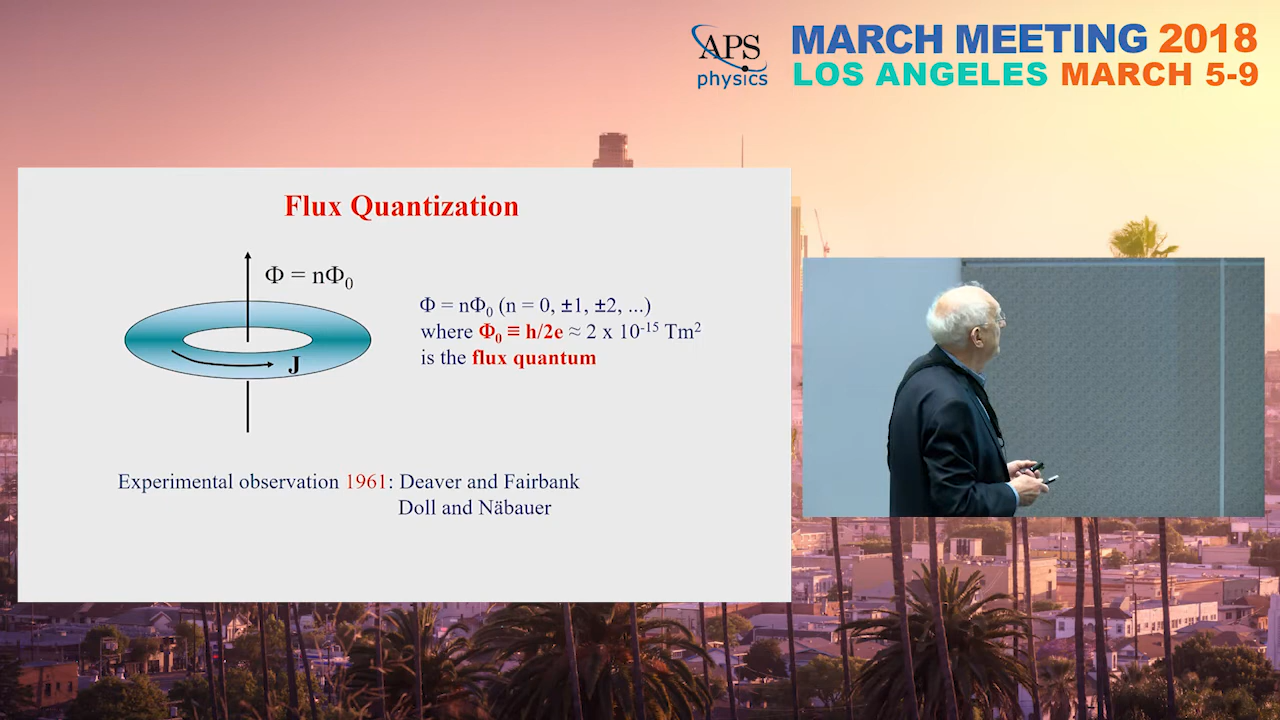 APS
physics
MARCH MEETING 2018
LOS ANGELES MARCH 5-9
Flux Quantization
Φ = nΦ₀
J
Φ = nΦ₀ (n = 0, ±1, ±2, ...)
where Φ₀ ≡ h/2e ≈ 2 x 10⁻¹⁵ Tm²
is the flux quantum
Experimental observation 1961: Deaver and Fairbank
Doll and Näbauer